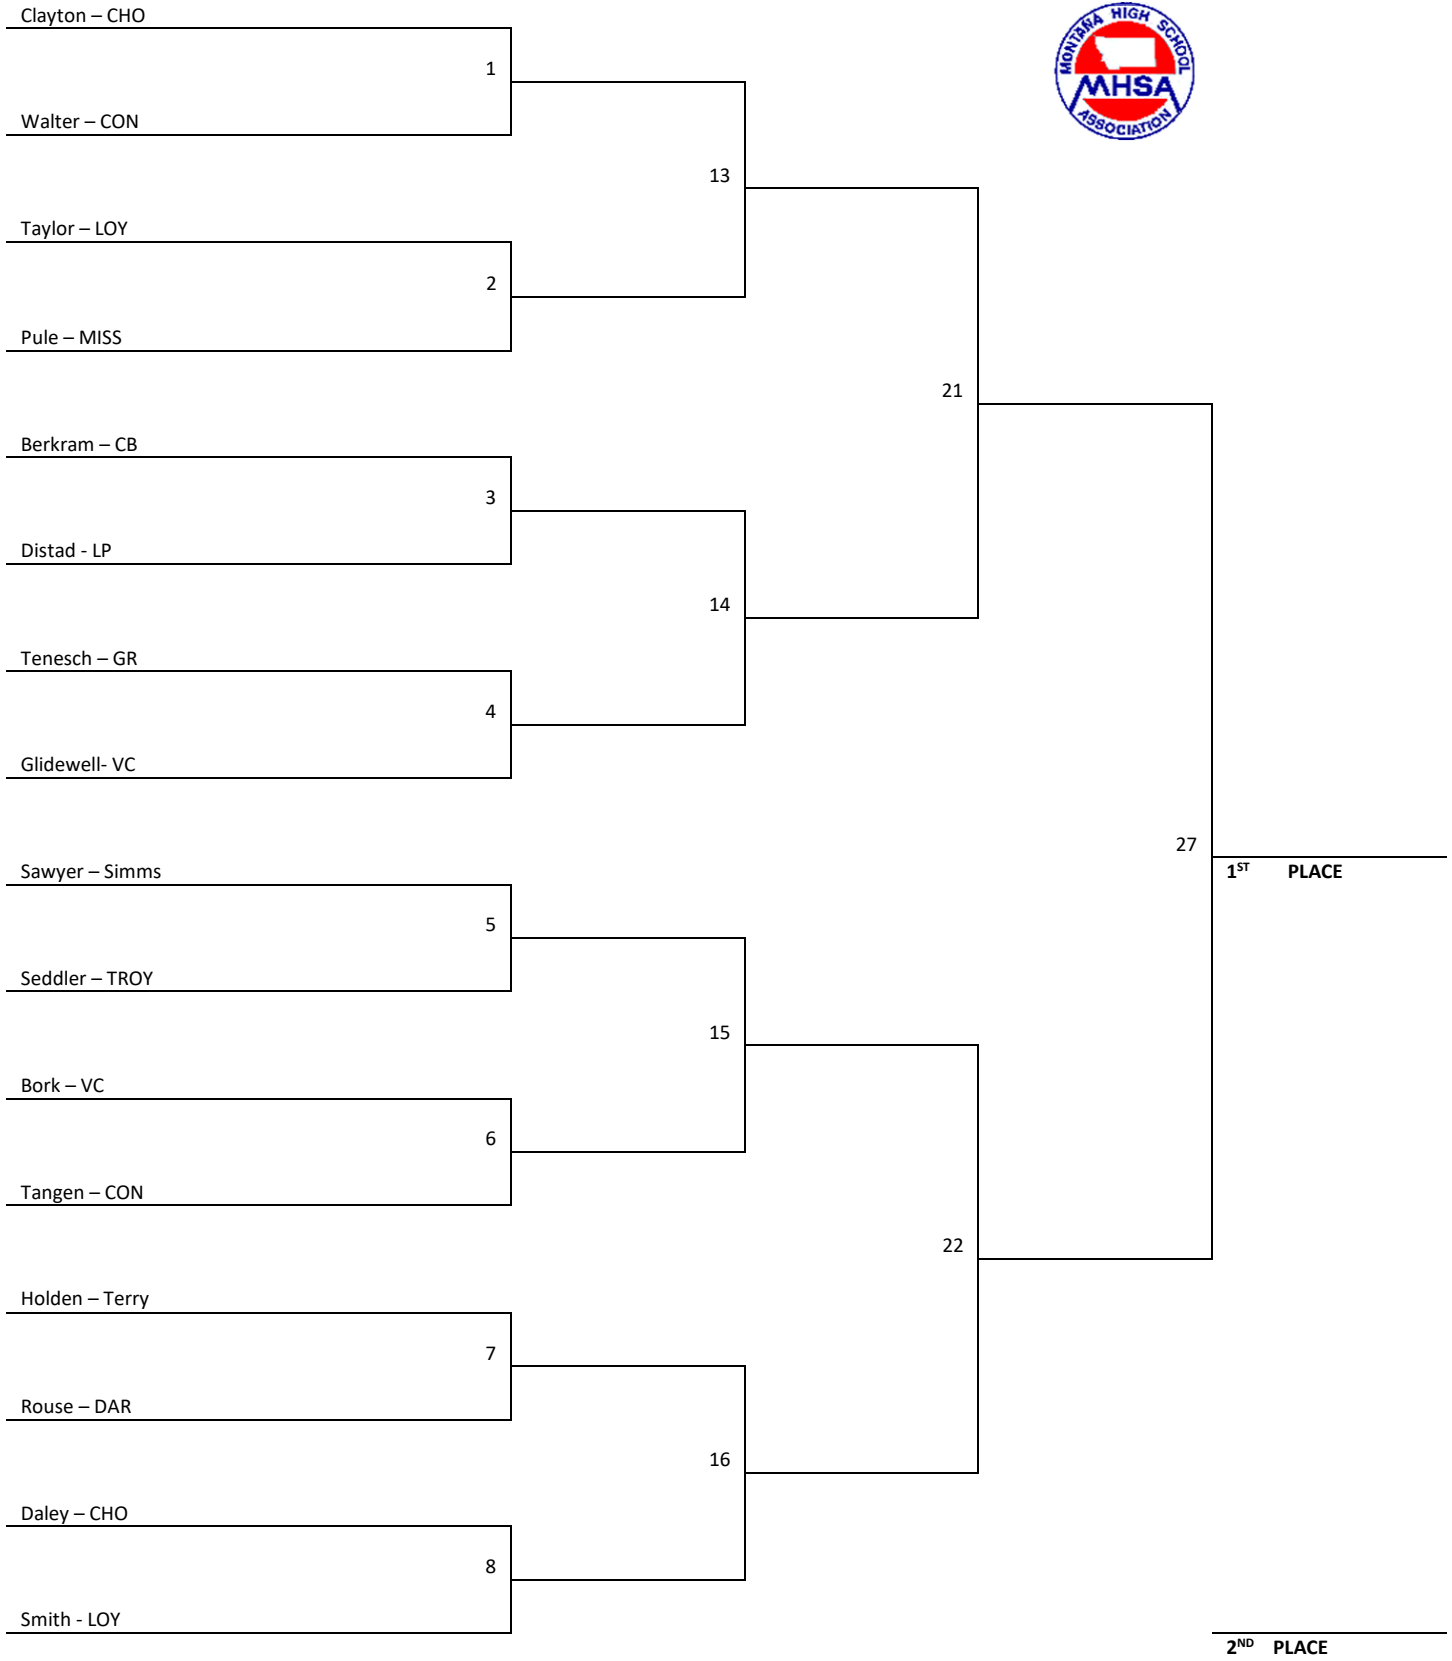 Clayton – CHO
MONTANA HIGH SCHOOL
MHSA
ASSOCIATION
1
Walter – CON
13
Taylor – LOY
2
Pule – MISS
21
Berkram – CB
3
Distad - LP
14
Tenesch – GR
4
Glidewell- VC
27
Sawyer – Simms
1ST PLACE
5
Seddler – TROY
15
Bork – VC
6
Tangen – CON
22
Holden – Terry
7
Rouse – DAR
16
Daley – CHO
8
Smith - LOY
2ND PLACE